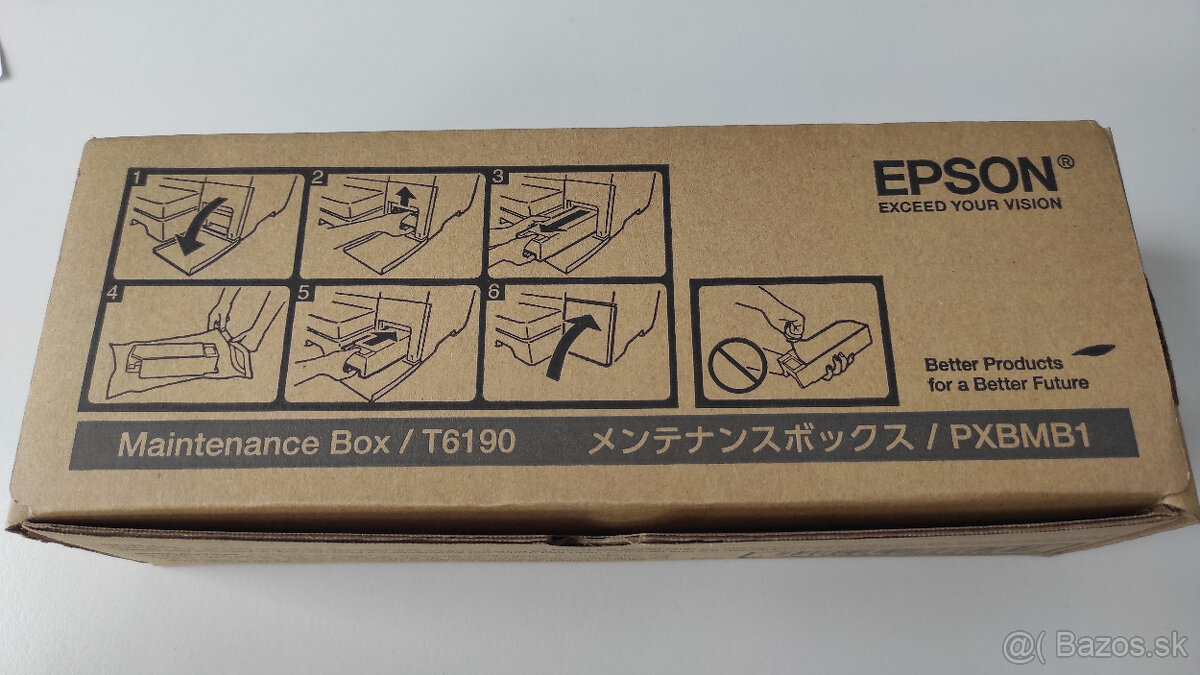 1
2
3
4
5
6
EPSON®
EXCEED YOUR VISION
Better Products
for a Better Future
Maintenance Box / T6190
メンテナンスボックス / PXBMB1
@( Bazos.sk